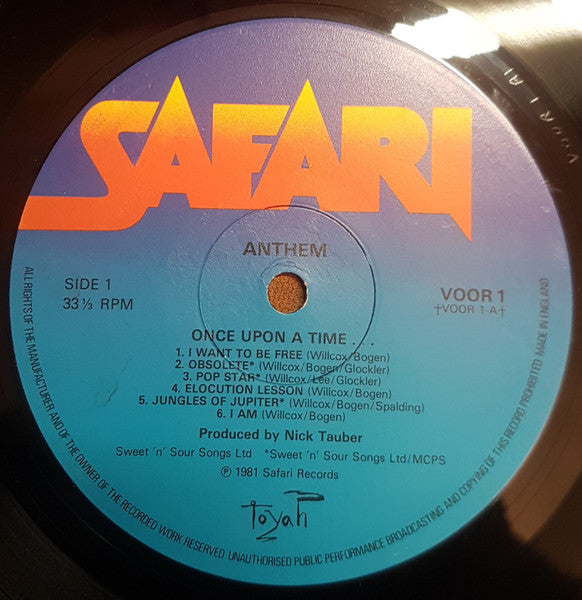 SAFARI
ANTHEM
SIDE 1
33⅓ RPM
VOOR 1
†VOOR 1-A†
ONCE UPON A TIME . . .
1. I WANT TO BE FREE (Willcox/Bogen)
2. OBSOLETE* (Willcox/Bogen/Glockler)
3. POP STAR* (Willcox/Lee/Glockler)
4. ELOCUTION LESSON (Willcox/Bogen)
5. JUNGLES OF JUPITER* (Willcox/Bogen/Spalding)
6. I AM (Willcox/Bogen)
Produced by Nick Tauber
Sweet 'n' Sour Songs Ltd *Sweet 'n' Sour Songs Ltd/MCPS
℗ 1981 Safari Records
toyah
ALL RIGHTS OF THE MANUFACTURER AND OF THE OWNER OF THE RECORDED WORK RESERVED. UNAUTHORISED PUBLIC PERFORMANCE BROADCASTING AND COPYING OF THIS RECORD PROHIBITED. MADE IN ENGLAND
VOOR 1 A1